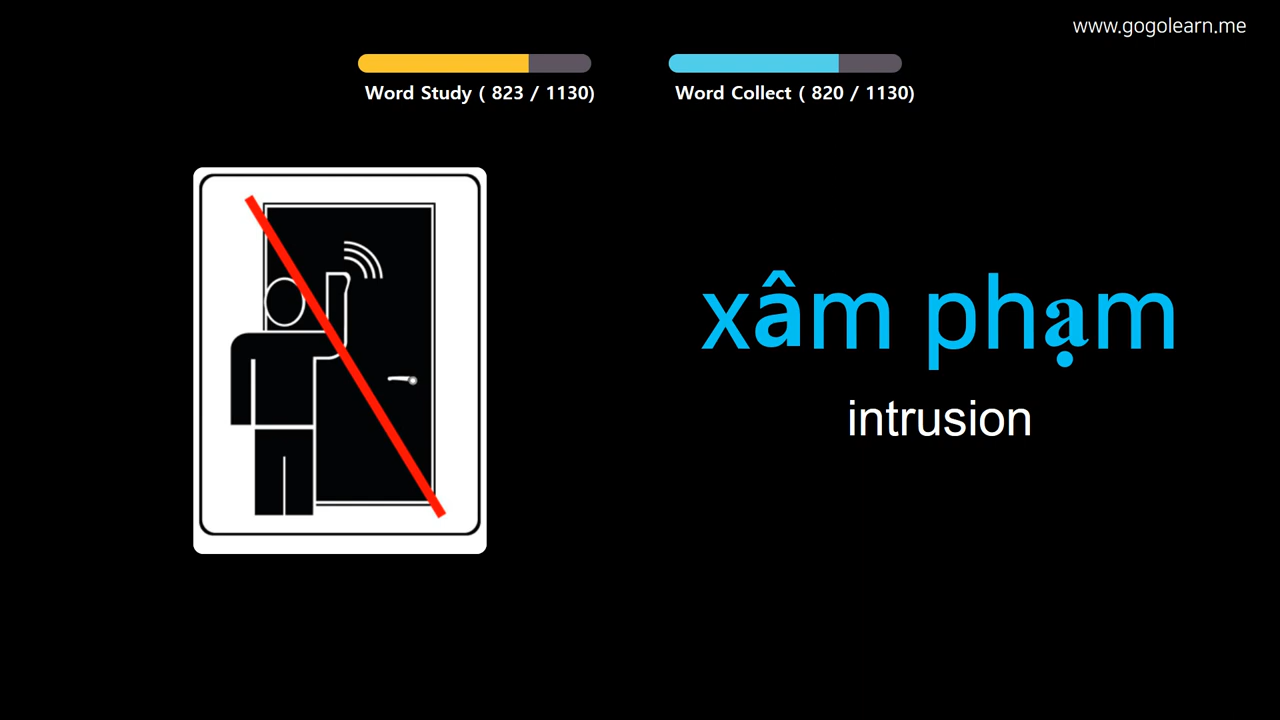 www.gogolearn.me
Word Study ( 823 / 1130)
Word Collect ( 820 / 1130)
xâm phạm
intrusion